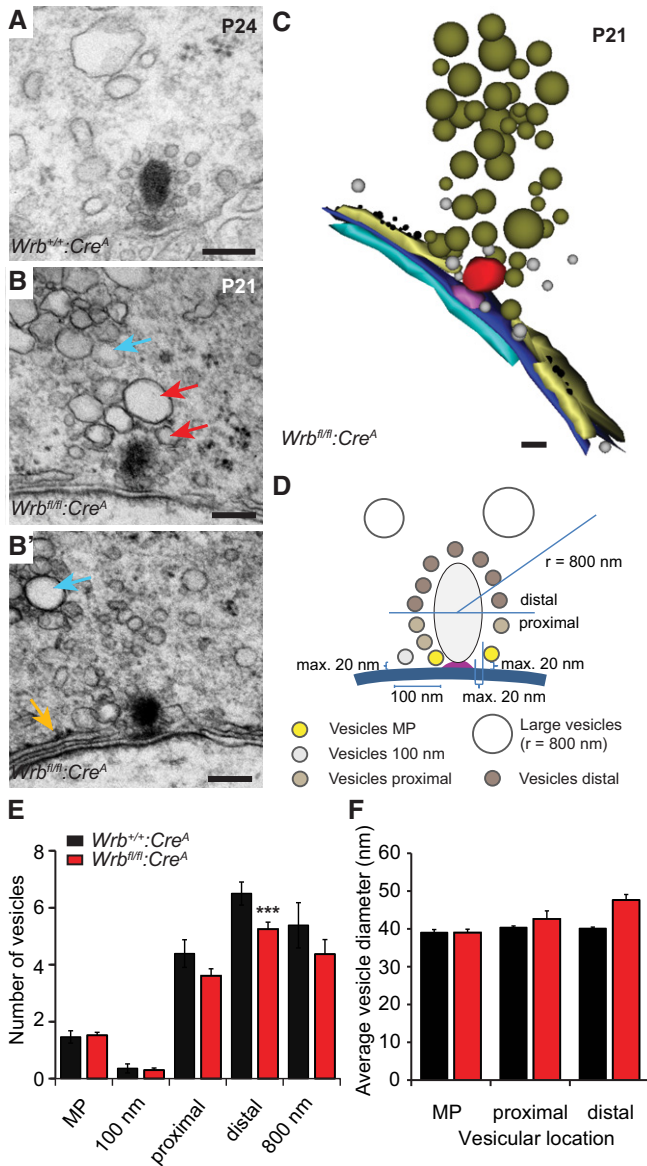 A
P24
Wrb+/+:CreA
B
P21
Wrbfl/fl:CreA
B'
Wrbfl/fl:CreA
C
P21
Wrbfl/fl:CreA
D
r = 800 nm
distal
proximal
max. 20 nm
max. 20 nm
100 nm
max. 20 nm
Vesicles MP
Vesicles 100 nm
Vesicles proximal
Large vesicles
(r = 800 nm)
Vesicles distal
E
Wrb+/+:CreA
Wrbfl/fl:CreA
Number of vesicles
8
6
4
2
0
***
MP
100 nm
proximal
distal
800 nm
F
Average vesicle diameter (nm)
60
50
40
30
20
10
0
MP
proximal
distal
Vesicular location